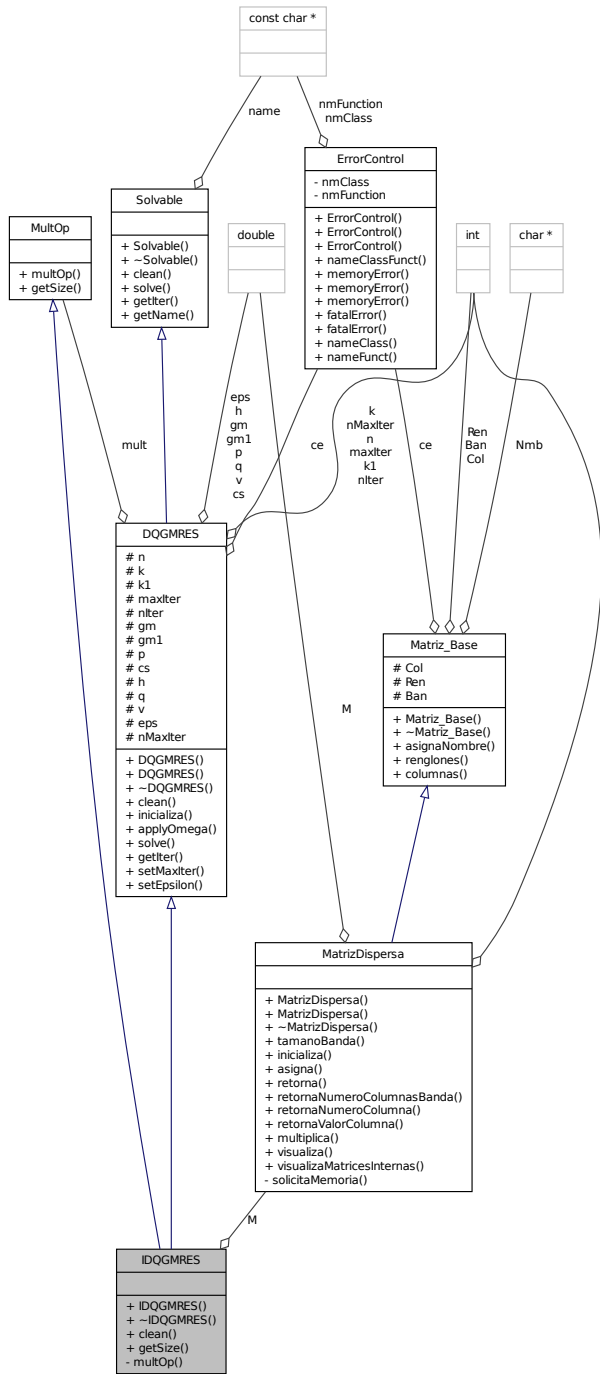 const char *
name
nmFunction
nmClass
ErrorControl
- nmClass
- nmFunction
+ ErrorControl()
+ ErrorControl()
+ ErrorControl()
+ nameClassFunct()
+ memoryError()
+ memoryError()
+ memoryError()
+ fatalError()
+ fatalError()
+ nameClass()
+ nameFunct()
Solvable
+ Solvable()
+ ~Solvable()
+ clean()
+ solve()
+ getIter()
+ getName()
MultOp
+ multOp()
+ getSize()
double
int
char *
mult
eps
h
gm
gm1
p
q
v
cs
ce
k
nMaxIter
n
maxIter
k1
nIter
ce
Ren
Ban
Col
Nmb
DQGMRES
# n
# k
# k1
# maxIter
# nIter
# gm
# gm1
# p
# cs
# h
# q
# v
# eps
# nMaxIter
+ DQGMRES()
+ DQGMRES()
+ ~DQGMRES()
+ clean()
+ inicializa()
+ applyOmega()
+ solve()
+ getIter()
+ setMaxIter()
+ setEpsilon()
Matriz_Base
# Col
# Ren
# Ban
+ Matriz_Base()
+ ~Matriz_Base()
+ asignaNombre()
+ renglones()
+ columnas()
M
MatrizDispersa
+ MatrizDispersa()
+ MatrizDispersa()
+ ~MatrizDispersa()
+ tamanoBanda()
+ inicializa()
+ asigna()
+ retorna()
+ retornaNumeroColumnasBanda()
+ retornaNumeroColumna()
+ retornaValorColumna()
+ multiplica()
+ visualiza()
+ visualizaMatricesInternas()
- solicitaMemoria()
M
IDQGMRES
+ IDQGMRES()
+ ~IDQGMRES()
+ clean()
+ getSize()
- multOp()